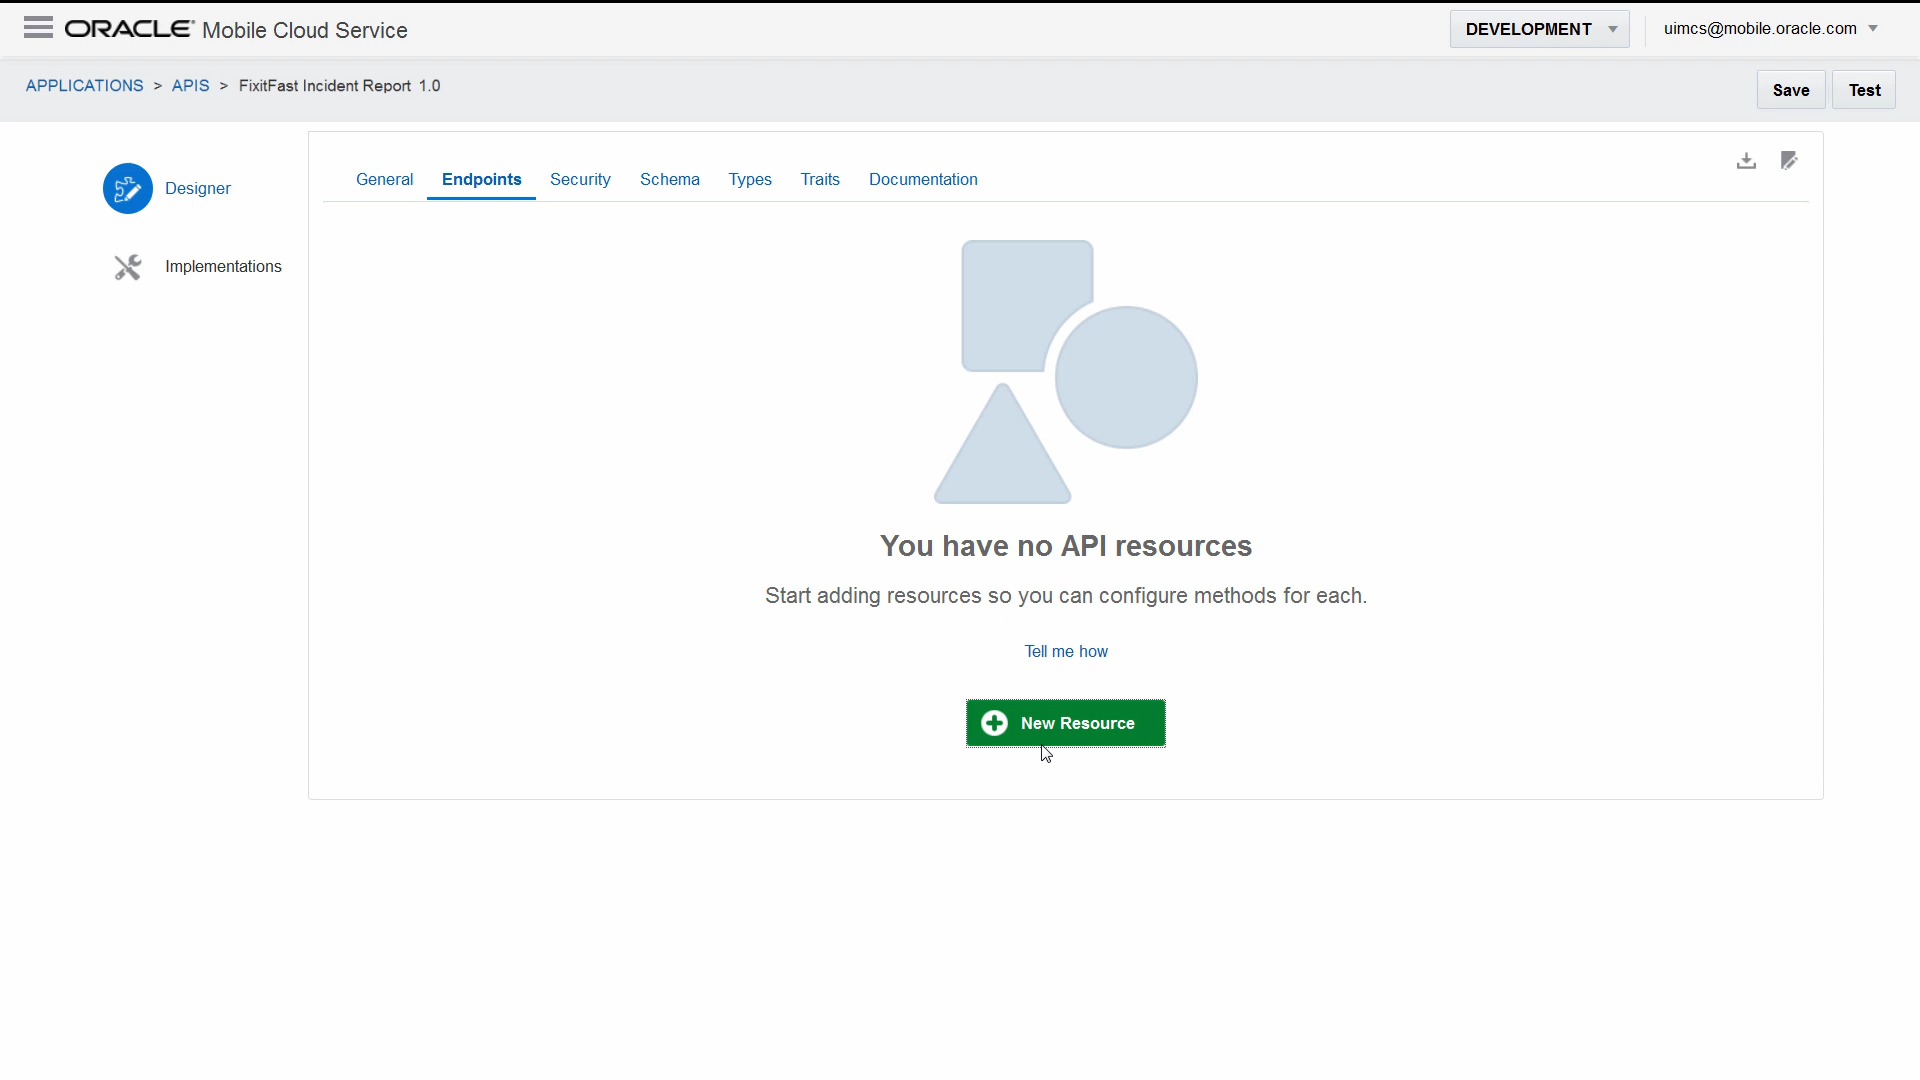 ORACLE Mobile Cloud Service
DEVELOPMENT
uimcs@mobile.oracle.com
APPLICATIONS > APIS > FixitFast Incident Report 1.0
Save
Test
Designer
Implementations
General
Endpoints
Security
Schema
Types
Traits
Documentation
You have no API resources
Start adding resources so you can configure methods for each.
Tell me how
New Resource